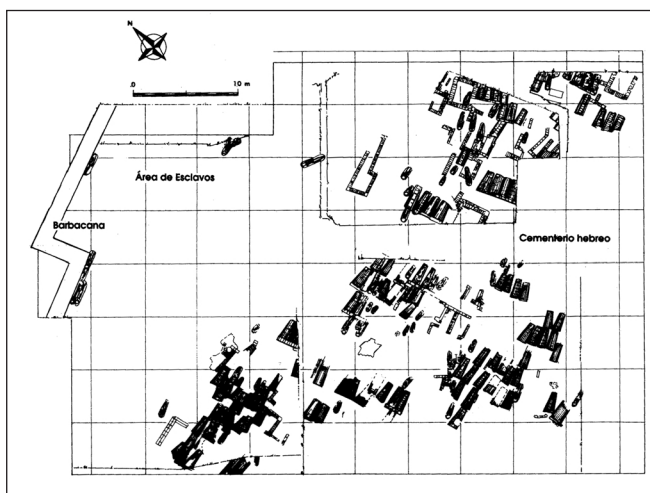 N
.0 10 m
Área de Esclavos
Barbacana
Cementerio hebreo